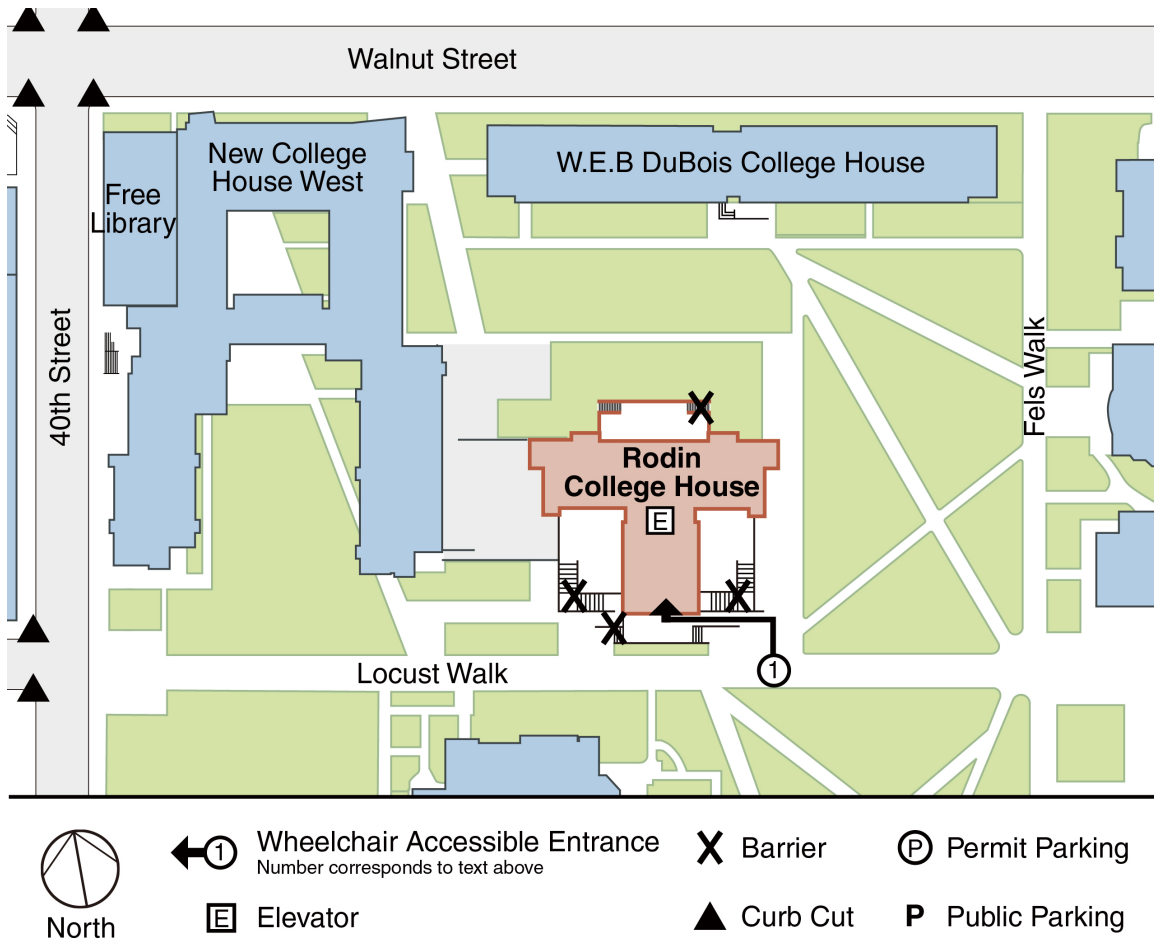 Walnut Street
New College
House West
W.E.B DuBois College House
Free
Library
40th Street
Fels Walk
Rodin
College House
E
Locust Walk
1
1
Wheelchair Accessible Entrance
Number corresponds to text above
Barrier
P
Permit Parking
North
E
Elevator
Curb Cut
P
Public Parking